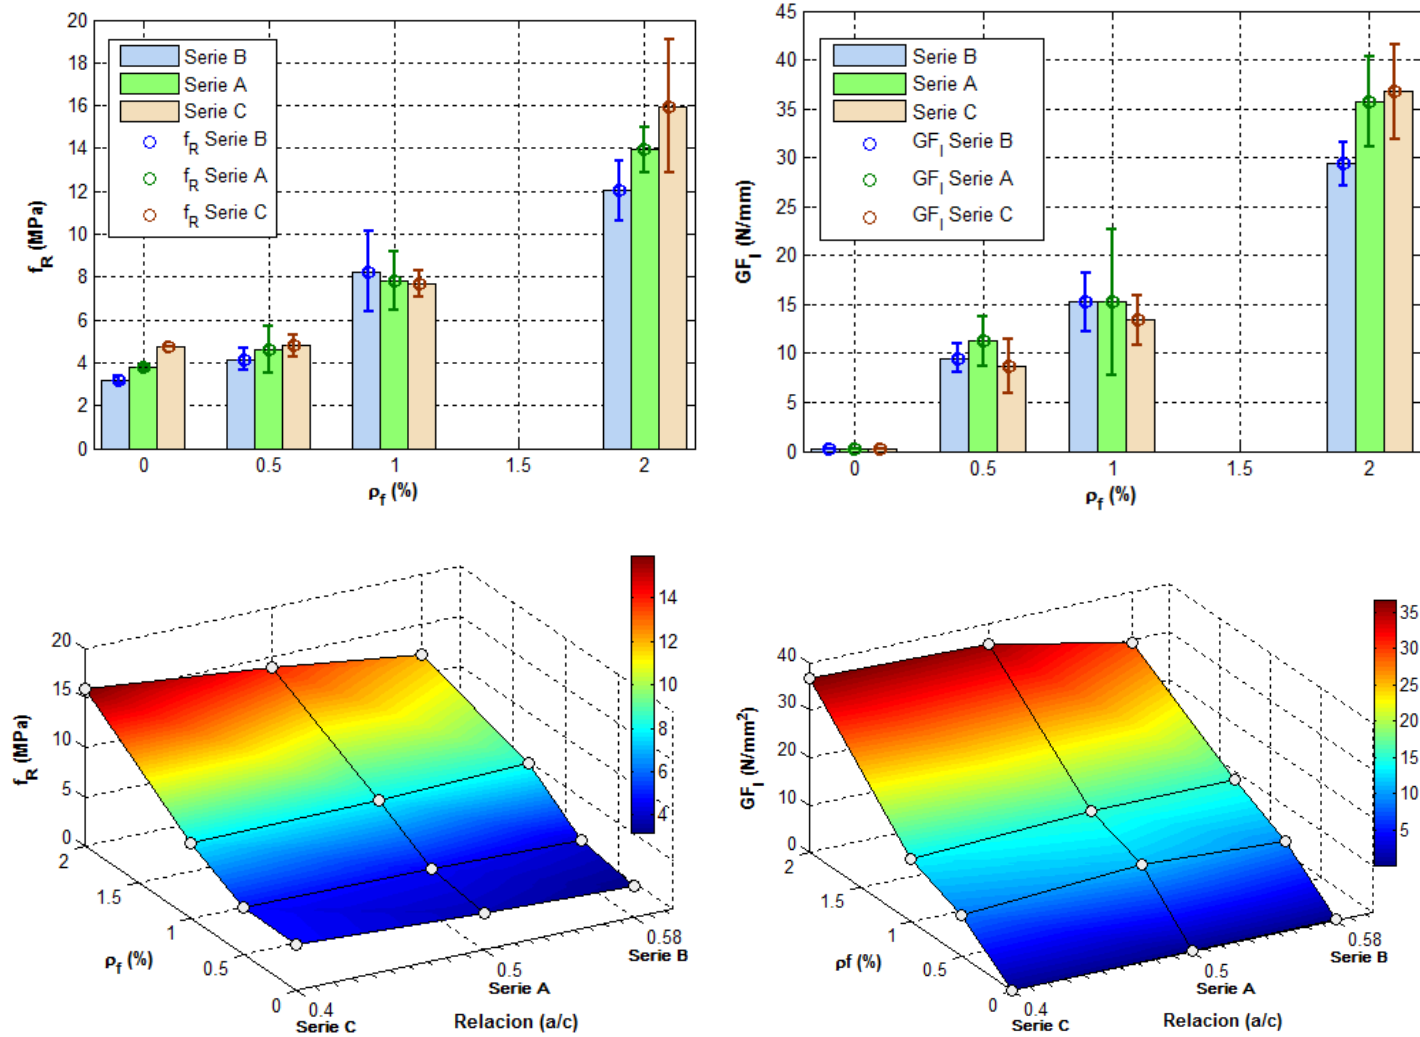 20
18
16
14
12
10
8
6
4
2
0
f_R (MPa)
Serie B
Serie A
Serie C
f_R Serie B
f_R Serie A
f_R Serie C
0 0.5 1 1.5 2
ρ_f (%)
45
40
35
30
25
20
15
10
5
0
GF_I (N/mm)
Serie B
Serie A
Serie C
GF_I Serie B
GF_I Serie A
GF_I Serie C
0 0.5 1 1.5 2
ρ_f (%)
20
15
10
5
0
f_R (MPa)
2
1.5
1
0.5
0
ρ_f (%)
0.4
Serie C
0.5
Serie A
0.58
Serie B
Relacion (a/c)
14
12
10
8
6
4
40
30
20
10
0
GF_I (N/mm²)
2
1.5
1
0.5
0
ρf (%)
0.4
Serie C
0.5
Serie A
0.58
Serie B
Relacion (a/c)
35
30
25
20
15
10
5